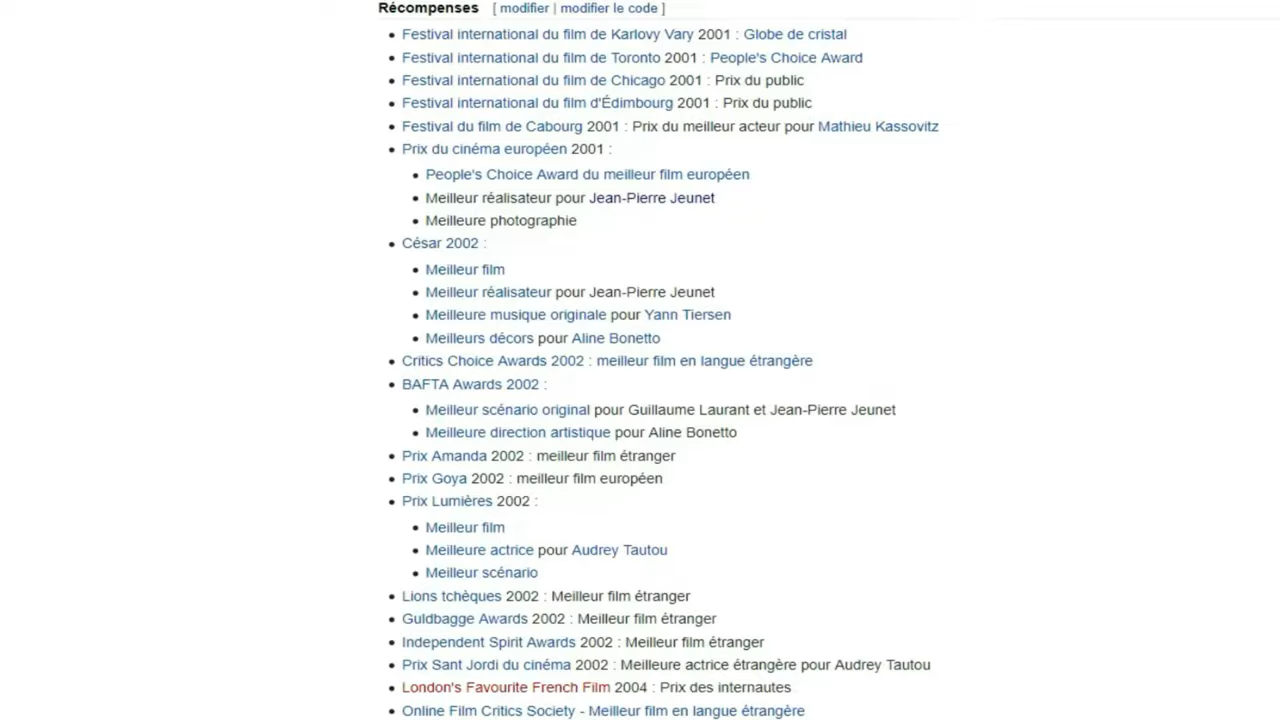 Récompenses [ modifier | modifier le code ]
• Festival international du film de Karlovy Vary 2001 : Globe de cristal
• Festival international du film de Toronto 2001 : People's Choice Award
• Festival international du film de Chicago 2001 : Prix du public
• Festival international du film d'Édimbourg 2001 : Prix du public
• Festival du film de Cabourg 2001 : Prix du meilleur acteur pour Mathieu Kassovitz
• Prix du cinéma européen 2001 :
• People's Choice Award du meilleur film européen
• Meilleur réalisateur pour Jean-Pierre Jeunet
• Meilleure photographie
• César 2002 :
• Meilleur film
• Meilleur réalisateur pour Jean-Pierre Jeunet
• Meilleure musique originale pour Yann Tiersen
• Meilleurs décors pour Aline Bonetto
• Critics Choice Awards 2002 : meilleur film en langue étrangère
• BAFTA Awards 2002 :
• Meilleur scénario original pour Guillaume Laurant et Jean-Pierre Jeunet
• Meilleure direction artistique pour Aline Bonetto
• Prix Amanda 2002 : meilleur film étranger
• Prix Goya 2002 : meilleur film européen
• Prix Lumières 2002 :
• Meilleur film
• Meilleure actrice pour Audrey Tautou
• Meilleur scénario
• Lions tchèques 2002 : Meilleur film étranger
• Guldbagge Awards 2002 : Meilleur film étranger
• Independent Spirit Awards 2002 : Meilleur film étranger
• Prix Sant Jordi du cinéma 2002 : Meilleure actrice étrangère pour Audrey Tautou
• London's Favourite French Film 2004 : Prix des internautes
• Online Film Critics Society - Meilleur film en langue étrangère